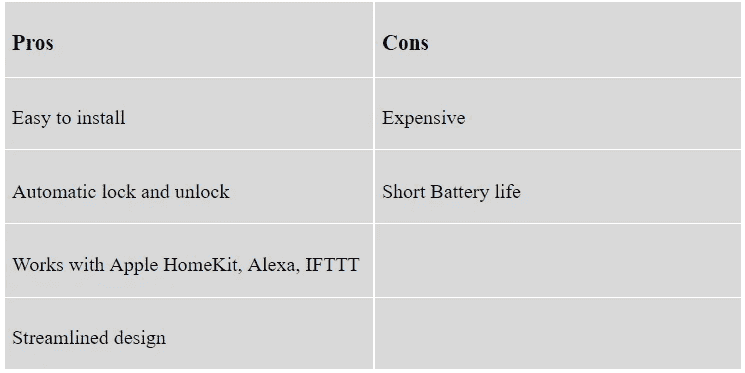 Pros Cons
Easy to install Expensive
Automatic lock and unlock Short Battery life
Works with Apple HomeKit, Alexa, IFTTT
Streamlined design